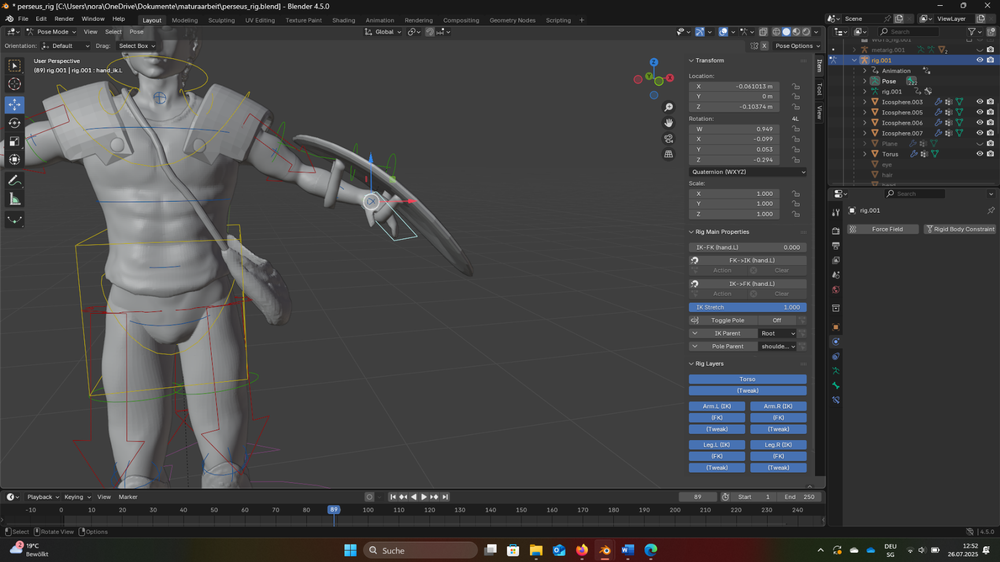 * perseus_rig [C:\Users\nora\OneDrive\Dokumente\maturaarbeit\perseus_rig.blend] - Blender 4.5.0
File Edit Render Window Help Layout Modeling Sculpting UV Editing Texture Paint Shading Animation Rendering Compositing Geometry Nodes Scripting + Scene ViewLayer
Pose Mode View Select Pose Global Search
Orientation: Default Drag: Select Box X Pose Options
User Perspective
(89) rig.001 | rig.001 : hand_ik.L
Z
Y
X
Item
Tool
View
Transform
Location:
X -0.061013 m
Y 0 m
Z -0.10374 m
Rotation: 4L
W 0.949
X -0.099
Y 0.053
Z -0.294
Quaternion (WXYZ)
Scale:
X 1.000
Y 1.000
Z 1.000
Rig Main Properties
IK-FK (hand.L) 0.000
FK->IK (hand.L)
Action Clear
IK->FK (hand.L)
Action Clear
IK Stretch 1.000
Toggle Pole Off
IK Parent Root
Pole Parent shoulde...
Rig Layers
Torso
(Tweak)
Arm.L (IK) Arm.R (IK)
(FK) (FK)
(Tweak) (Tweak)
Leg.L (IK) Leg.R (IK)
(FK) (FK)
(Tweak) (Tweak)
WGTS_rig.001
metarig.001 2
rig.001
Animation
Pose 222
rig.001
Icosphere.003
Icosphere.005
Icosphere.006
Icosphere.007
Plane
Torus
eye
hair
head
Search
rig.001
Force Field Rigid Body Constraint
Playback Keying View Marker 89 Start 1 End 250
-10 0 10 20 30 40 50 60 70 80 89 100 110 120 130 140 150 160 170 180 190 200 210 220 230 240
Select Rotate View Options 4.5.0
2 19°C
Bewölkt
Suche
DEU
SG
12:52
26.07.2025